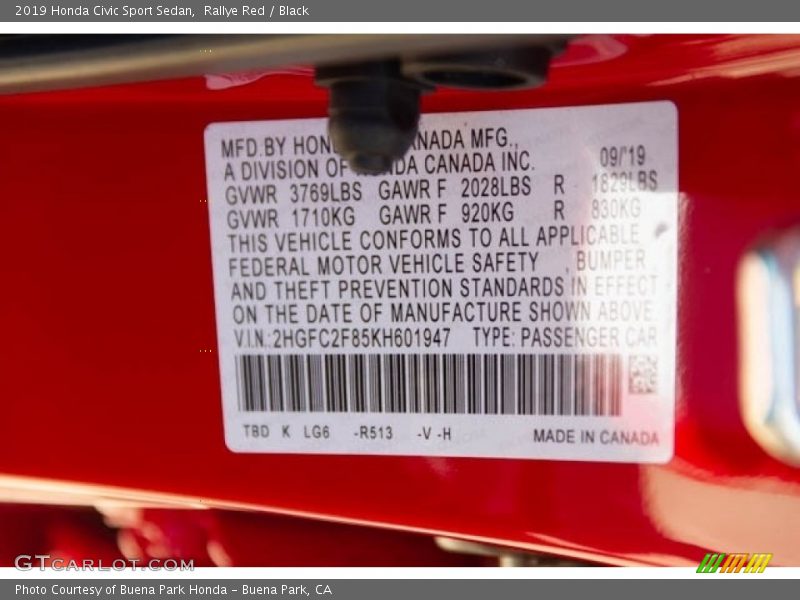 2019 Honda Civic Sport Sedan,  Rallye Red / Black
MFD.BY HON ANADA MFG.,
A DIVISION OF NDA CANADA INC. 09/'19
GVWR 3769LBS GAWR F 2028LBS R 1829LBS
GVWR 1710KG GAWR F 920KG R 830KG
THIS VEHICLE CONFORMS TO ALL APPLICABLE
FEDERAL MOTOR VEHICLE SAFETY , BUMPER
AND THEFT PREVENTION STANDARDS IN EFFECT
ON THE DATE OF MANUFACTURE SHOWN ABOVE.
V.I.N.:2HGFC2F85KH601947 TYPE: PASSENGER CAR
TBD K LG6 -R513 -V -H MADE IN CANADA
GTCARLOT.COM
Photo Courtesy of Buena Park Honda - Buena Park, CA